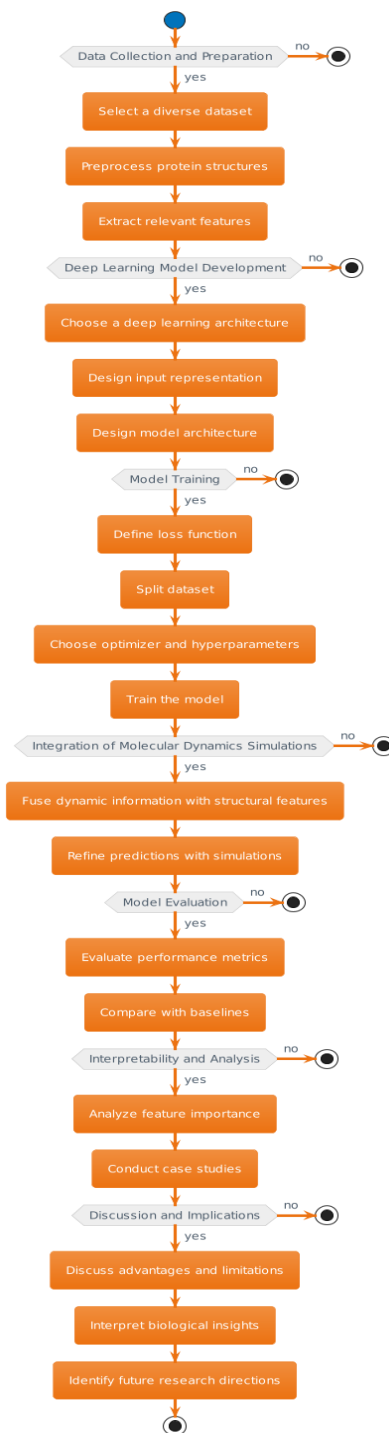 Data Collection and Preparation
no
yes
Select a diverse dataset
Preprocess protein structures
Extract relevant features
Deep Learning Model Development
no
yes
Choose a deep learning architecture
Design input representation
Design model architecture
Model Training
no
yes
Define loss function
Split dataset
Choose optimizer and hyperparameters
Train the model
Integration of Molecular Dynamics Simulations
no
yes
Fuse dynamic information with structural features
Refine predictions with simulations
Model Evaluation
no
yes
Evaluate performance metrics
Compare with baselines
Interpretability and Analysis
no
yes
Analyze feature importance
Conduct case studies
Discussion and Implications
no
yes
Discuss advantages and limitations
Interpret biological insights
Identify future research directions